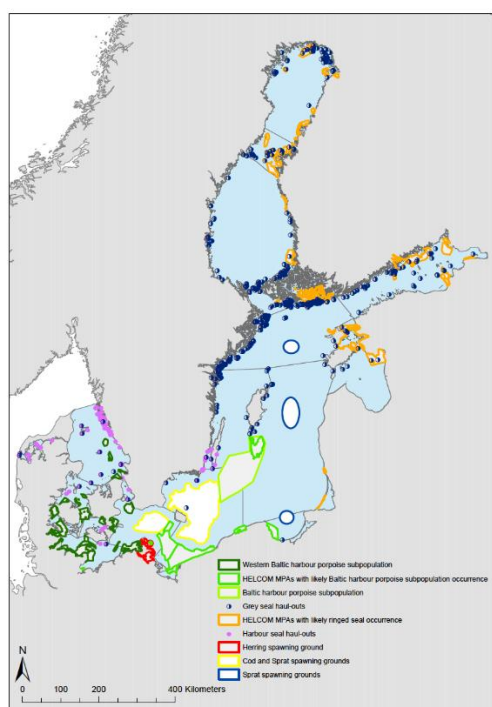 Western Baltic harbour porpoise subpopulation
HELCOM MPAs with likely Baltic harbour porpoise subpopulation occurrence
Baltic harbour porpoise subpopulation
Grey seal haul-outs
HELCOM MPAs with likely ringed seal occurrence
Harbour seal haul-outs
Herring spawning ground
Cod and Sprat spawning grounds
Sprat spawning grounds
N
0 100 200 400 Kilometers